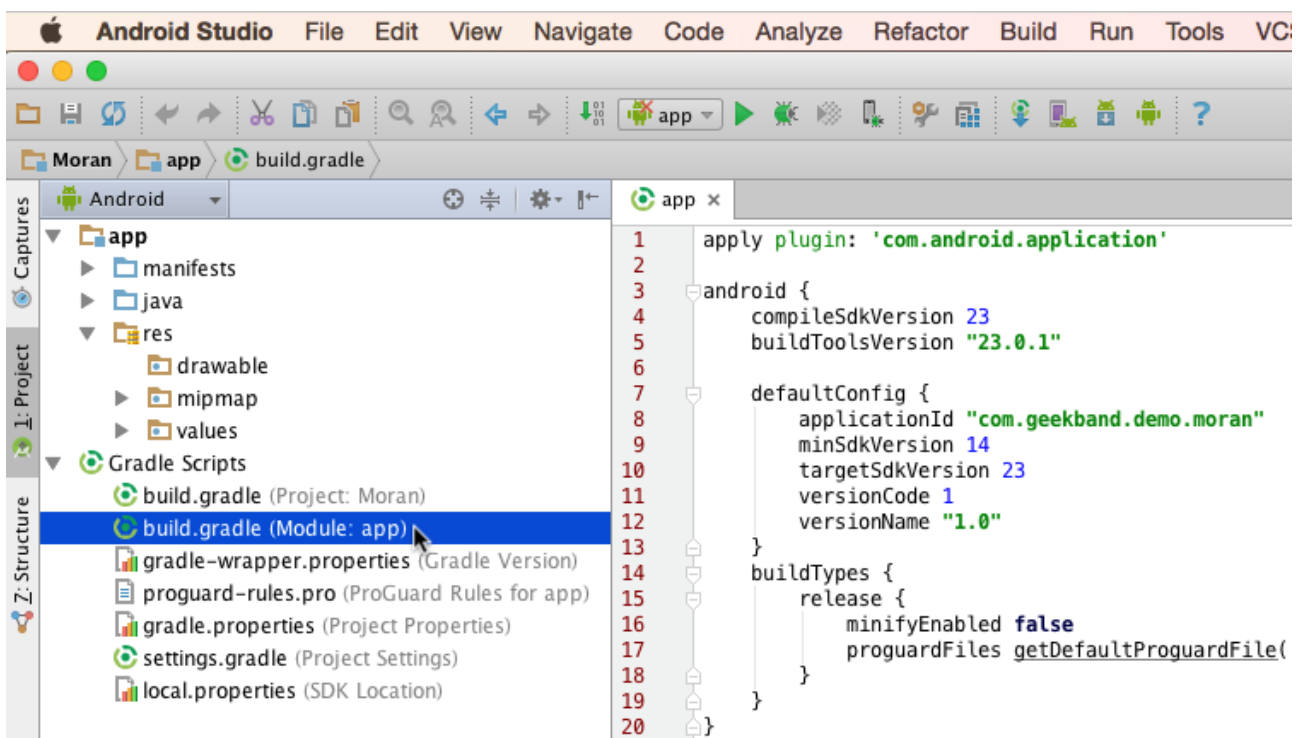 Android Studio File Edit View Navigate Code Analyze Refactor Build Run Tools VCS
app
?
Moran app build.gradle
Captures
1: Project
Z: Structure
Android
app
manifests
java
res
drawable
mipmap
values
Gradle Scripts
build.gradle (Project: Moran)
build.gradle (Module: app)
gradle-wrapper.properties (Gradle Version)
proguard-rules.pro (ProGuard Rules for app)
gradle.properties (Project Properties)
settings.gradle (Project Settings)
local.properties (SDK Location)
app ×
1 apply plugin: 'com.android.application'
2
3 android {
4 compileSdkVersion 23
5 buildToolsVersion "23.0.1"
6
7 defaultConfig {
8 applicationId "com.geekband.demo.moran"
9 minSdkVersion 14
10 targetSdkVersion 23
11 versionCode 1
12 versionName "1.0"
13 }
14 buildTypes {
15 release {
16 minifyEnabled false
17 proguardFiles getDefaultProguardFile(
18 }
19 }
20 }